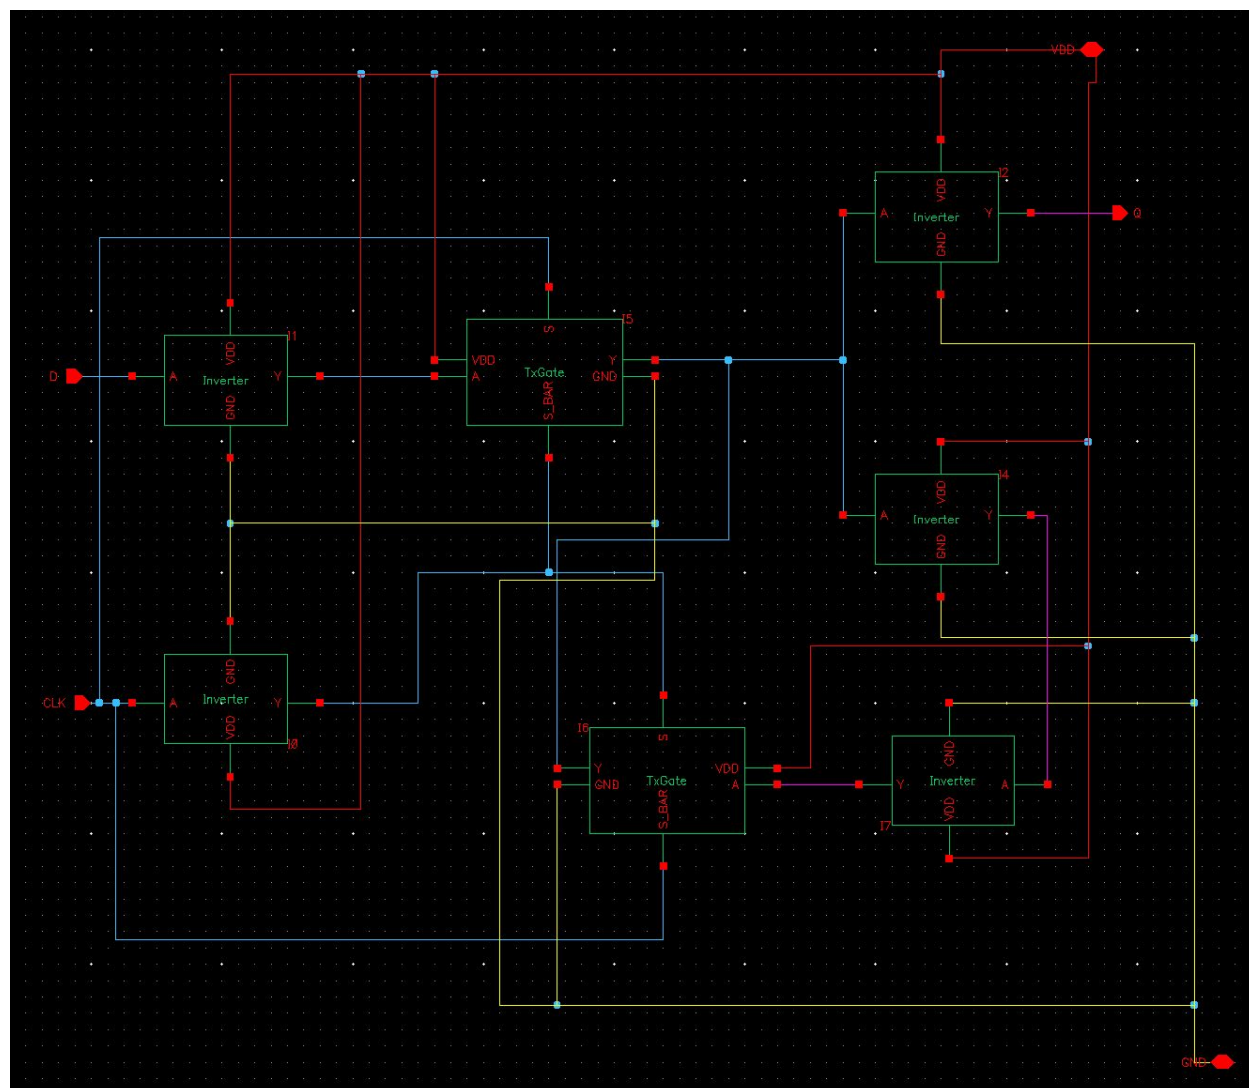 VDD
I2
VDD
A
Inverter
Y
Q
GND
I1
VDD
D
A
Inverter
Y
GND
I5
S
VDD
Y
TxGate
A
GND
S_BAR
I4
VDD
A
Inverter
Y
GND
GND
CLK
A
Inverter
Y
VDD
I0
I6
S
Y
VDD
TxGate
GND
A
S_BAR
GND
Y
Inverter
A
VDD
I7
GND